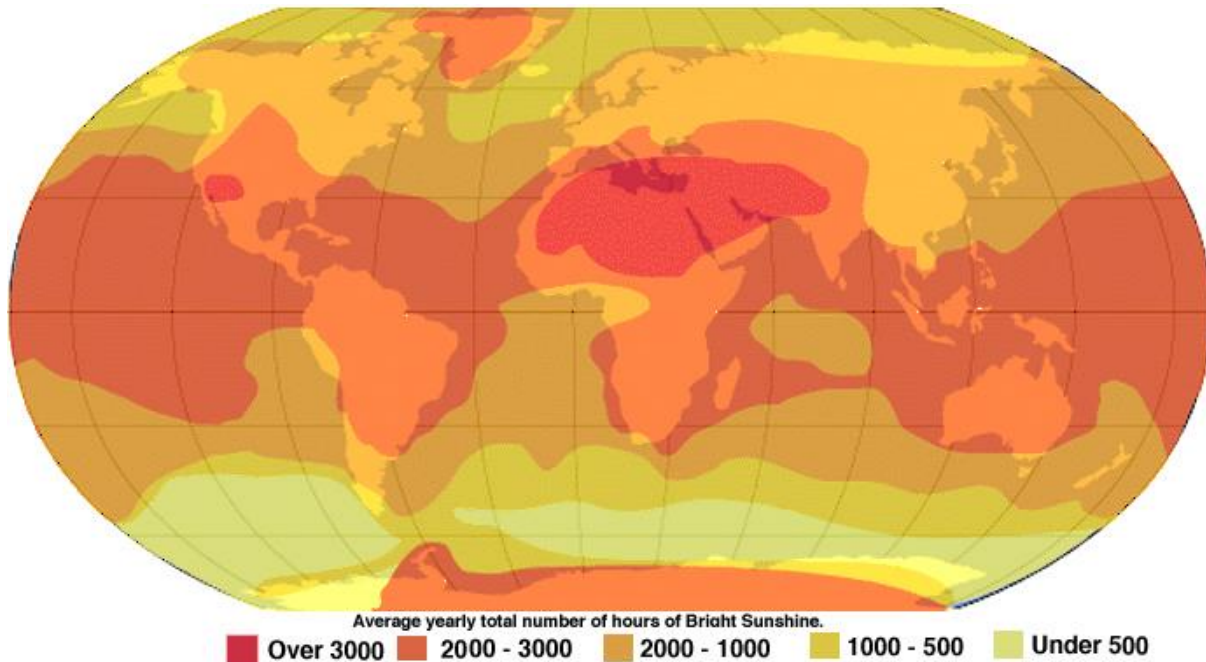 Average yearly total number of hours of Bright Sunshine.
Over 3000 2000 - 3000 2000 - 1000 1000 - 500 Under 500